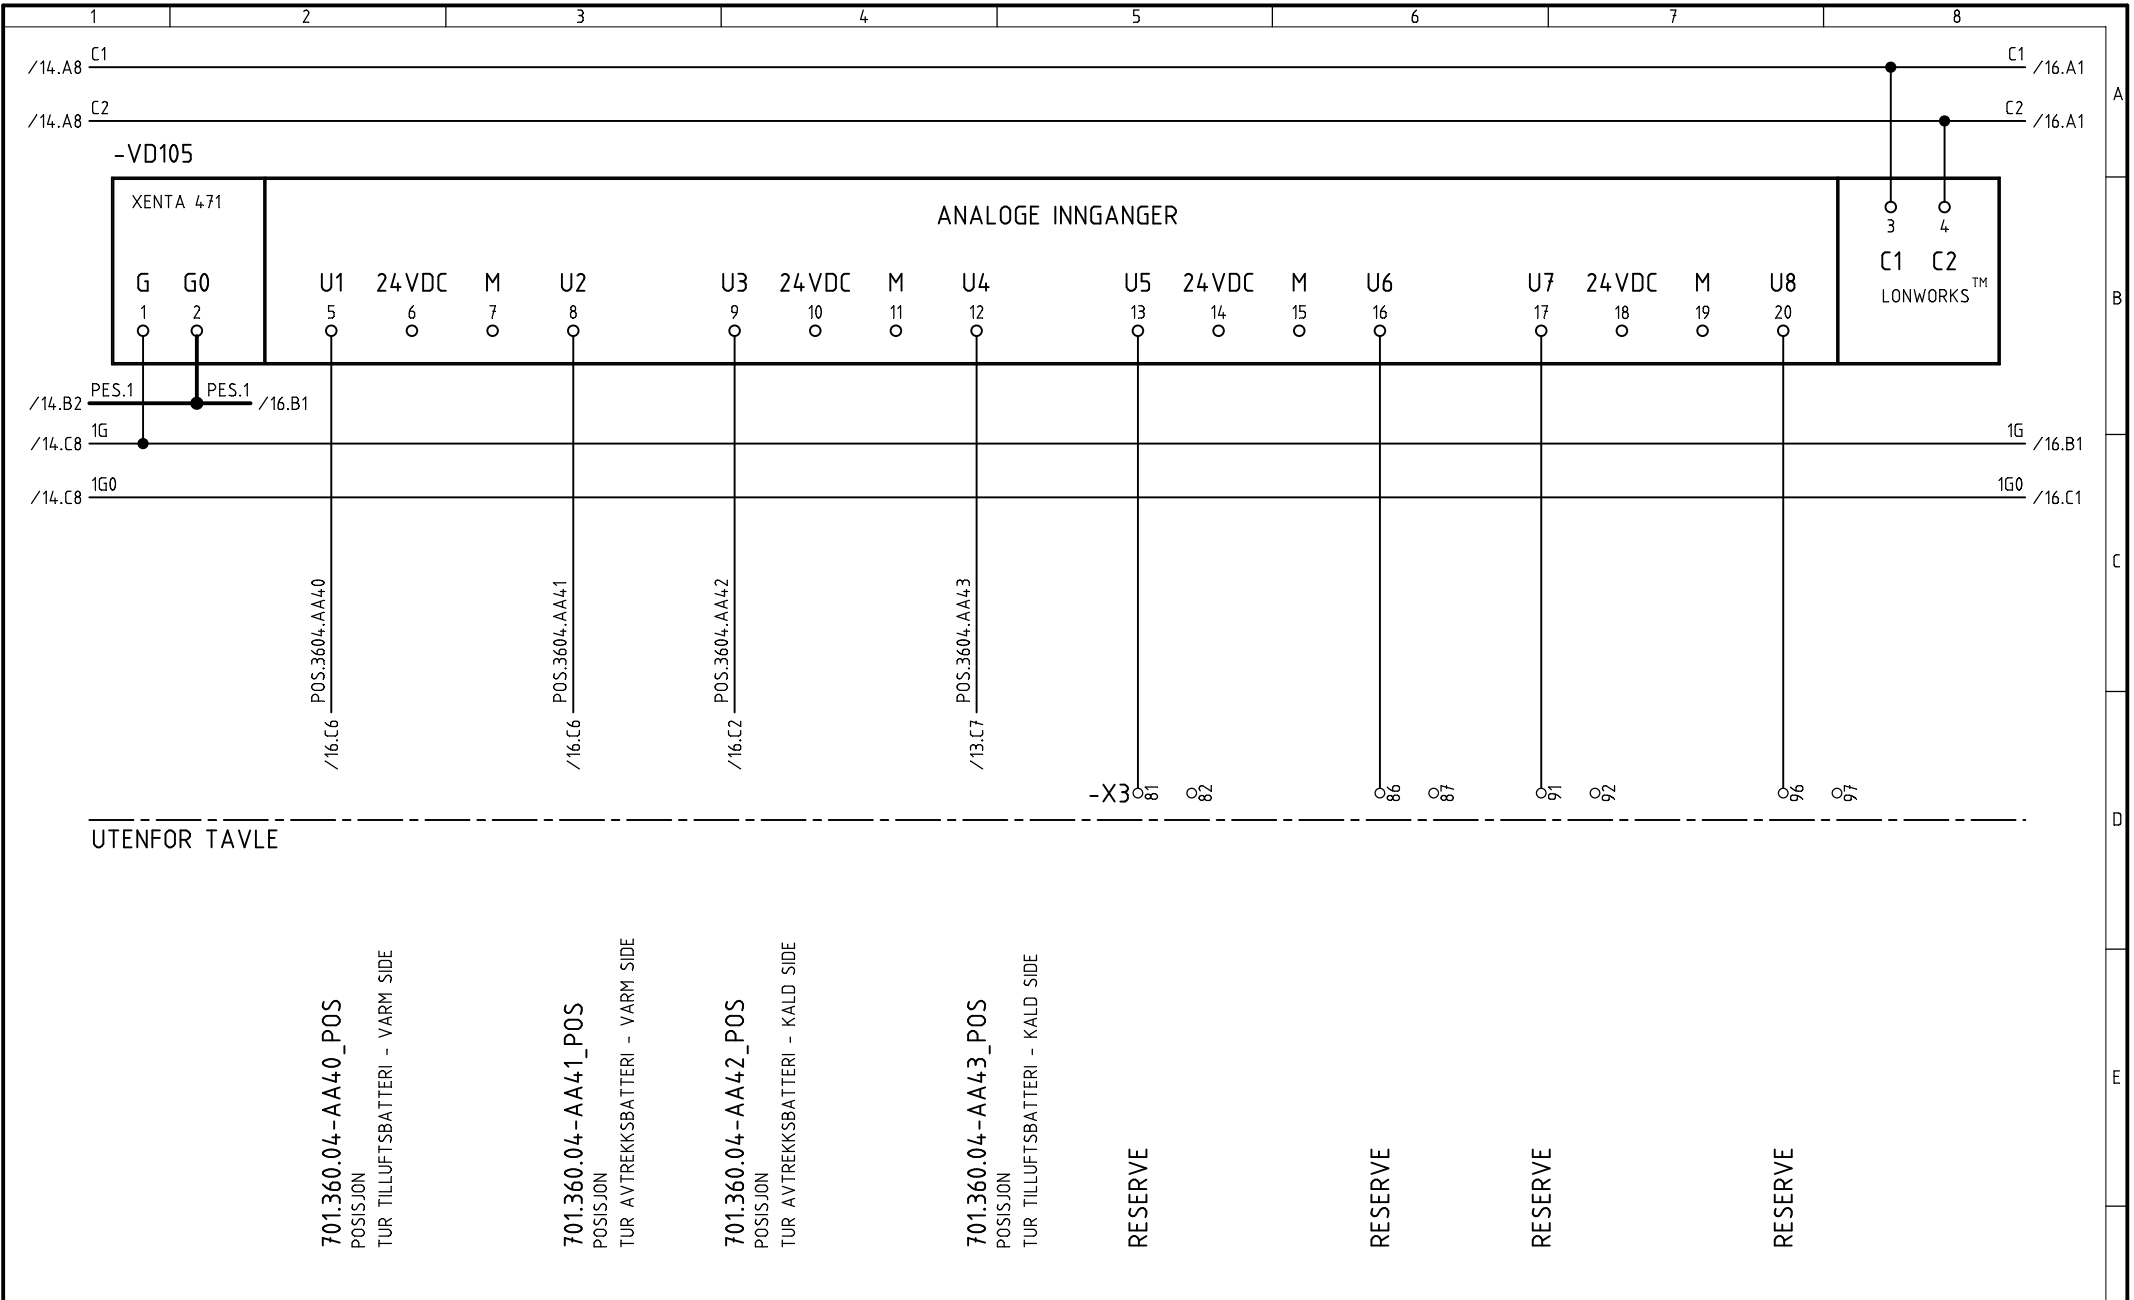 1 2 3 4 5 6 7 8
C1 C1
/14.A8 /16.A1
C2 C2
/14.A8 /16.A1
A
-VD105
XENTA 471
ANALOGE INNGANGER
3 4
C1 C2
LONWORKS™
G G0 U1 24VDC M U2 U3 24VDC M U4 U5 24VDC M U6 U7 24VDC M U8
1 2 5 6 7 8 9 10 11 12 13 14 15 16 17 18 19 20
B
PES.1 PES.1
/14.B2 /16.B1
1G 1G
/14.C8 /16.B1
1G0 1G0
/14.C8 /16.C1
C
POS.3604.AA40
/16.C6
POS.3604.AA41
/16.C6
POS.3604.AA42
/16.C2
POS.3604.AA43
/13.C7
-X3 81 82 86 87 91 92 96 97
D
UTENFOR TAVLE
701.360.04-AA40_POS
POSISJON
TUR TILLUFTSBATTERI - VARM SIDE
701.360.04-AA41_POS
POSISJON
TUR AVTREKKSBATTERI - VARM SIDE
701.360.04-AA42_POS
POSISJON
TUR AVTREKKSBATTERI - KALD SIDE
701.360.04-AA43_POS
POSISJON
TUR TILLUFTSBATTERI - KALD SIDE
RESERVE
RESERVE
RESERVE
RESERVE
E